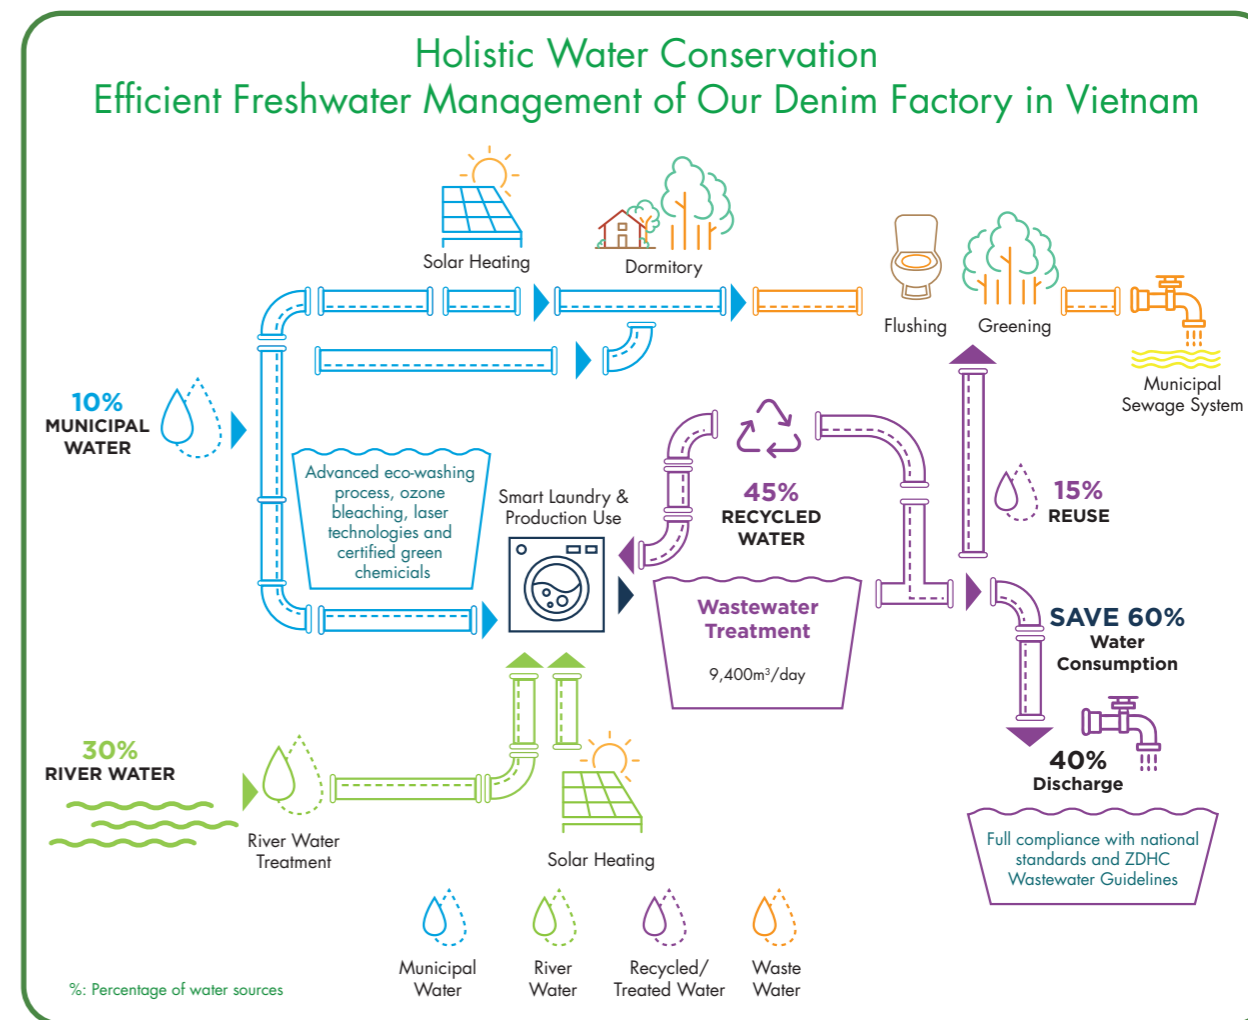 Holistic Water Conservation
Efficient Freshwater Management of Our Denim Factory in Vietnam
Solar Heating
Dormitory
Flushing
Greening
Municipal
Sewage System
10%
MUNICIPAL
WATER
Advanced eco-washing
process, ozone
bleaching, laser
technologies and
certified green
chemicials
Smart Laundry &
Production Use
45%
RECYCLED
WATER
15%
REUSE
Wastewater
Treatment
9,400m³/day
SAVE 60%
Water
Consumption
30%
RIVER WATER
River Water
Treatment
Solar Heating
40%
Discharge
Full compliance with national
standards and ZDHC
Wastewater Guidelines
Municipal
Water
River
Water
Recycled/
Treated Water
Waste
Water
%: Percentage of water sources